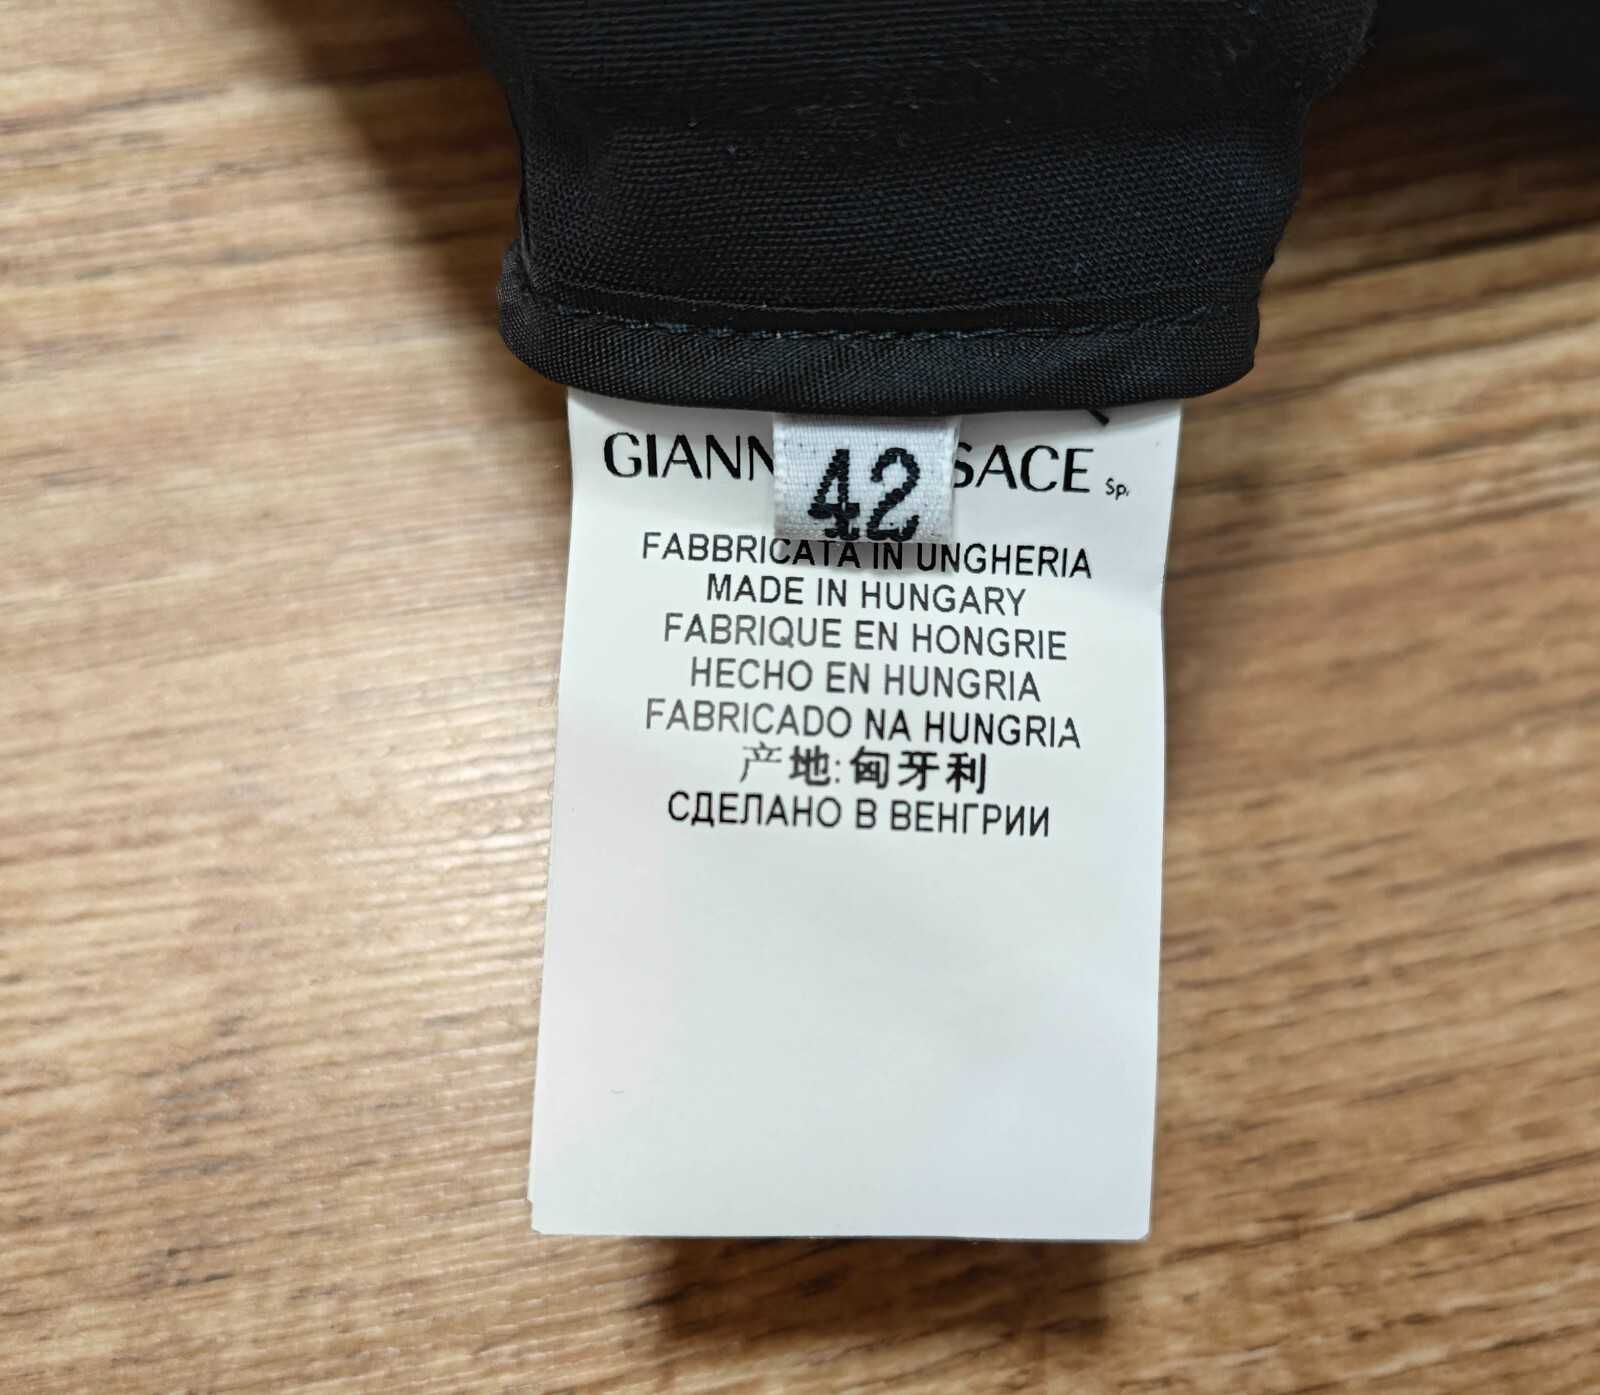 GIANN SACE Sp.
42
FABBRICATA IN UNGHERIA
MADE IN HUNGARY
FABRIQUE EN HONGRIE
HECHO EN HUNGRIA
FABRICADO NA HUNGRIA
产地:匈牙利
СДЕЛАНО В ВЕНГРИИ